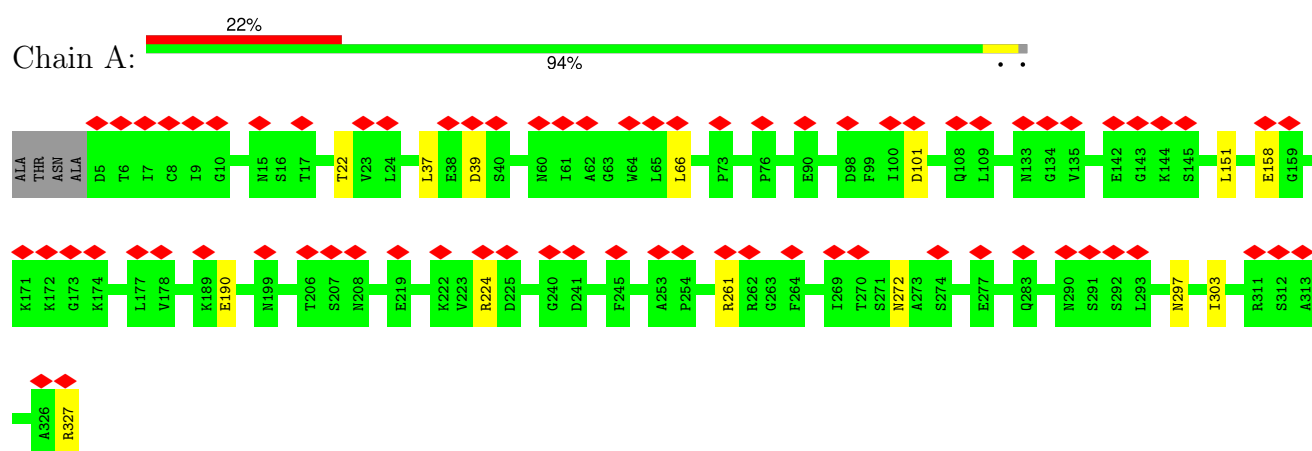 22%
Chain A:
94%
ALA THR ASN ALA D5 T6 I7 C8 I9 G10 N15 S16 T17 T22 V23 L24 L37 E38 D39 S40 N60 I61 A62 G63 W64 L65 L66 P73 P76 E90 D98 F99 I100 D101 Q108 L109 N133 G134 V135 E142 G143 K144 S145 L151 E158 G159
K171 K172 G173 K174 L177 V178 K189 E190 N199 T206 S207 N208 E219 K222 V223 R224 D225 G240 D241 F245 A253 P254 R261 R262 G263 F264 I269 T270 S271 N272 A273 S274 E277 Q283 N290 S291 S292 L293 N297 I303 R311 S312 A313
A326 R327